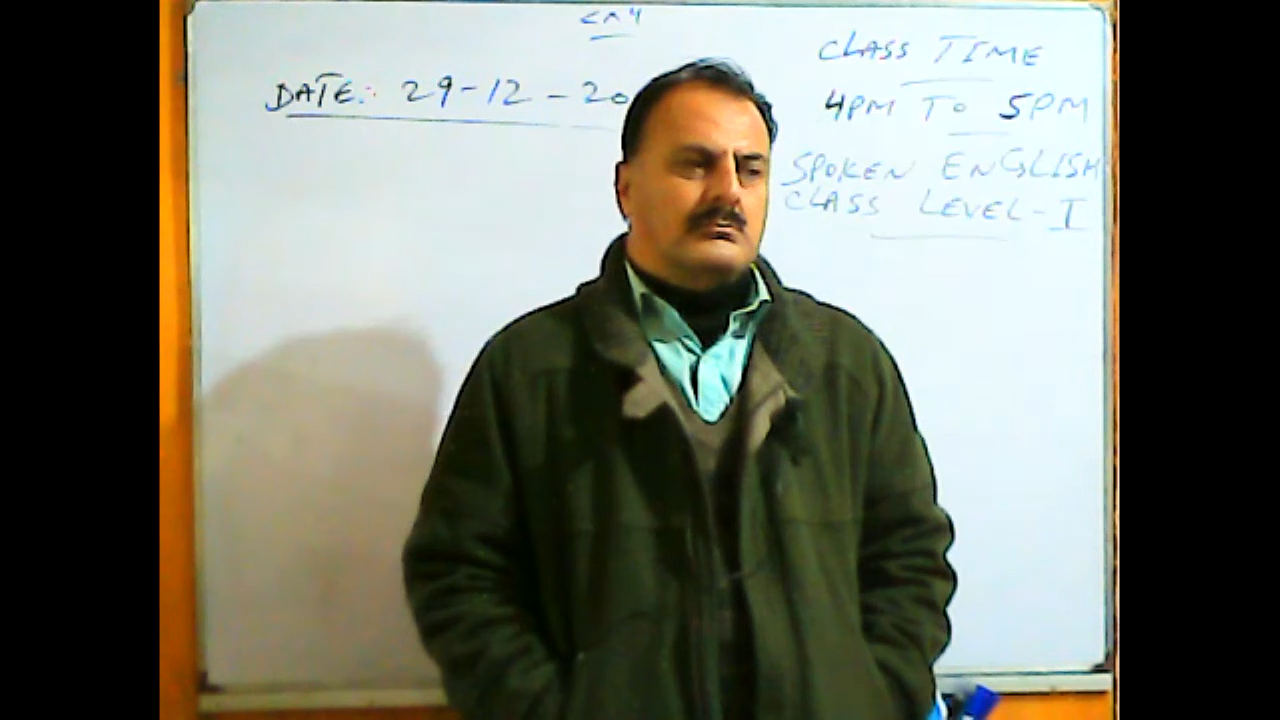 DATE:. 29-12-20
CLASS TIME
4PM TO 5PM
SPOKEN ENGLISH
CLASS LEVEL-I